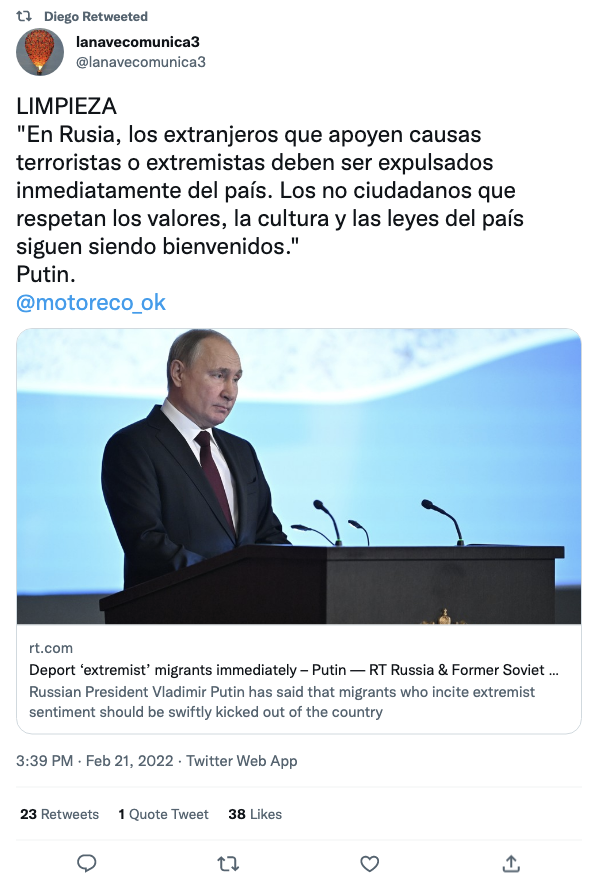 Diego Retweeted
lanavecomunica3
@lanavecomunica3
LIMPIEZA
"En Rusia, los extranjeros que apoyen causas
terroristas o extremistas deben ser expulsados
inmediatamente del país. Los no ciudadanos que
respetan los valores, la cultura y las leyes del país
siguen siendo bienvenidos."
Putin.
@motoreco_ok
rt.com
Deport ‘extremist’ migrants immediately – Putin — RT Russia & Former Soviet ...
Russian President Vladimir Putin has said that migrants who incite extremist
sentiment should be swiftly kicked out of the country
3:39 PM · Feb 21, 2022 · Twitter Web App
23 Retweets 1 Quote Tweet 38 Likes